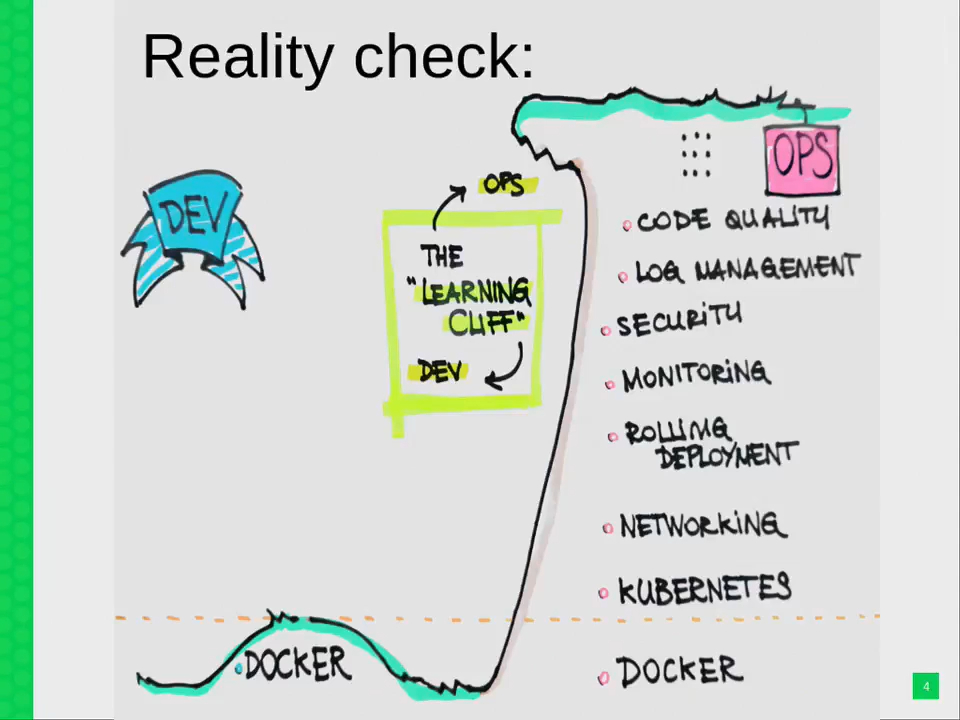 Reality check:
DEV
OPS
THE
"LEARNING
CLIFF"
DEV
OPS
CODE QUALITY
LOG MANAGEMENT
SECURITY
MONITORING
ROLLING
DEPLOYMENT
NETWORKING
KUBERNETES
DOCKER
DOCKER
4